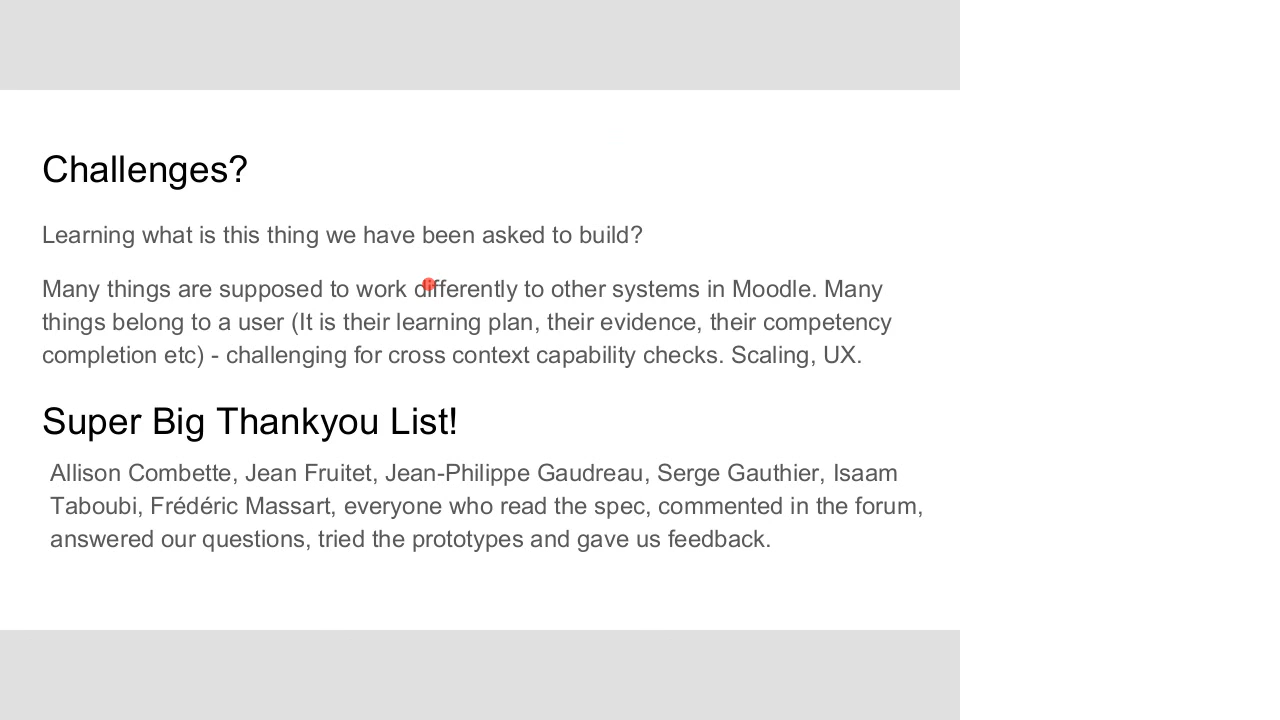 Challenges?
Learning what is this thing we have been asked to build?
Many things are supposed to work differently to other systems in Moodle. Many
things belong to a user (It is their learning plan, their evidence, their competency
completion etc) - challenging for cross context capability checks. Scaling, UX.
Super Big Thankyou List!
Allison Combette, Jean Fruitet, Jean-Philippe Gaudreau, Serge Gauthier, Isaam
Taboubi, Frédéric Massart, everyone who read the spec, commented in the forum,
answered our questions, tried the prototypes and gave us feedback.